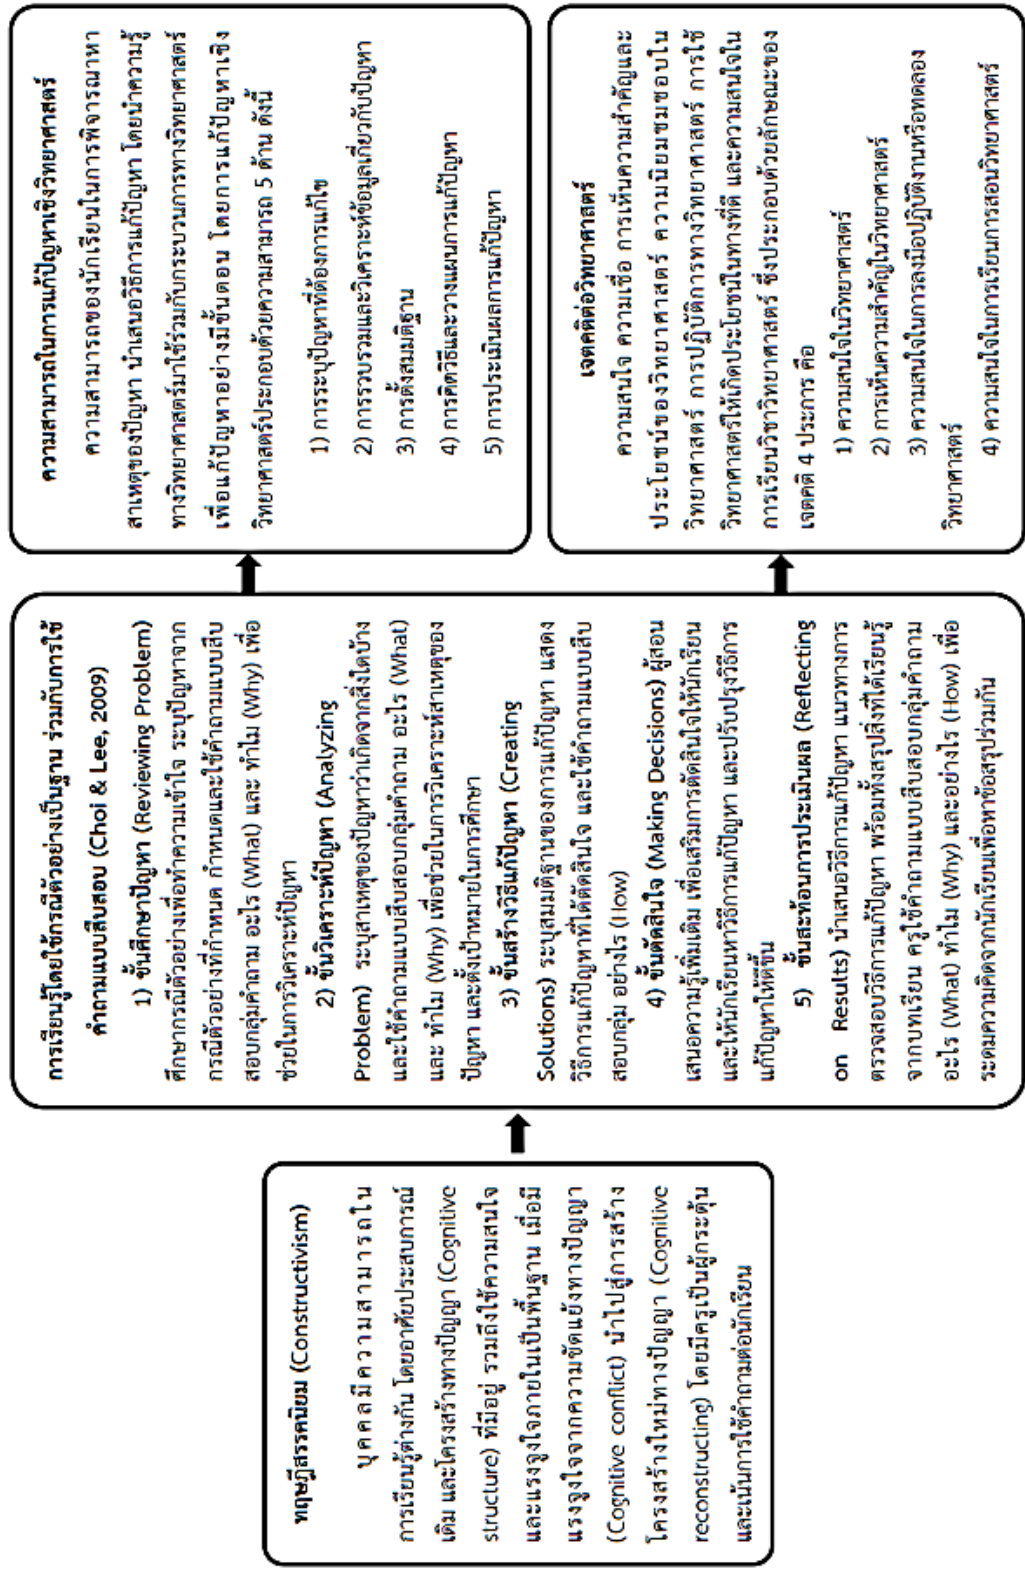 ทฤษฎีสรรคนิยม (Constructivism)
บุคคลมีความสามารถใน
การเรียนรู้ต่างกัน โดยอาศัยประสบการณ์
เดิม และโครงสร้างทางปัญญา (Cognitive
structure) ที่มีอยู่ รวมถึงใช้ความสนใจ
และแรงจูงใจภายในเป็นพื้นฐาน เมื่อมี
แรงจูงใจจากความขัดแย้งทางปัญญา
(Cognitive conflict) นำไปสู่การสร้าง
โครงสร้างใหม่ทางปัญญา (Cognitive
reconstructing) โดยมีครูเป็นผู้กระตุ้น
และเน้นการใช้คำถามต่อนักเรียน
การเรียนรู้โดยใช้กรณีตัวอย่างเป็นฐาน ร่วมกับการใช้
คำถามแบบสืบสอบ (Choi & Lee, 2009)
1) ขั้นศึกษาปัญหา (Reviewing Problem)
ศึกษากรณีตัวอย่างเพื่อทำความเข้าใจ ระบุปัญหาจาก
กรณีตัวอย่างที่กำหนด กำหนดและใช้คำถามแบบสืบ
สอบกลุ่มคำถาม อะไร (What) และ ทำไม (Why) เพื่อ
ช่วยในการวิเคราะห์ปัญหา
2) ขั้นวิเคราะห์ปัญหา (Analyzing
Problem) ระบุสาเหตุของปัญหาว่าเกิดจากสิ่งใดบ้าง
และใช้คำถามแบบสืบสอบกลุ่มคำถาม อะไร (What)
และ ทำไม (Why) เพื่อช่วยในการวิเคราะห์สาเหตุของ
ปัญหา และตั้งเป้าหมายในการศึกษา
3) ขั้นสร้างวิธีแก้ปัญหา (Creating
Solutions) ระบุสมมติฐานของการแก้ปัญหา แสดง
วิธีการแก้ปัญหาที่ได้ตัดสินใจ และใช้คำถามแบบสืบ
สอบกลุ่ม อย่างไร (How)
4) ขั้นตัดสินใจ (Making Decisions) ผู้สอน
เสนอความรู้เพิ่มเติม เพื่อเสริมการตัดสินใจให้นักเรียน
และให้นักเรียนหาวิธีการแก้ปัญหา และปรับปรุงวิธีการ
แก้ปัญหาให้ดีขึ้น
5) ขั้นสะท้อนการประเมินผล (Reflecting
on Results) นำเสนอวิธีการแก้ปัญหา แนวทางการ
ตรวจสอบวิธีการแก้ปัญหา พร้อมทั้งสรุปสิ่งที่ได้เรียนรู้
จากบทเรียน ครูใช้คำถามแบบสืบสอบกลุ่มคำถาม
อะไร (What) ทำไม (Why) และอย่างไร (How) เพื่อ
ระดมความคิดจากนักเรียนเพื่อหาข้อสรุปร่วมกัน
ความสามารถในการแก้ปัญหาเชิงวิทยาศาสตร์
ความสามารถของนักเรียนในการพิจารณาหา
สาเหตุของปัญหา นำเสนอวิธีการแก้ปัญหา โดยนำความรู้
ทางวิทยาศาสตร์มาใช้ร่วมกับกระบวนการทางวิทยาศาสตร์
เพื่อแก้ปัญหาอย่างมีขั้นตอน โดยการแก้ปัญหาเชิง
วิทยาศาสตร์ประกอบด้วยความสามารถ 5 ด้าน ดังนี้
1) การระบุปัญหาที่ต้องการแก้ไข
2) การรวบรวมและวิเคราะห์ข้อมูลเกี่ยวกับปัญหา
3) การตั้งสมมติฐาน
4) การคิดวิธีและวางแผนการแก้ปัญหา
5) การประเมินผลการแก้ปัญหา
เจตคติต่อวิทยาศาสตร์
ความสนใจ ความเชื่อ การเห็นความสำคัญและ
ประโยชน์ของวิทยาศาสตร์ ความนิยมชมชอบใน
วิทยาศาสตร์ การปฏิบัติการทางวิทยาศาสตร์ การใช้
วิทยาศาสตร์ให้เกิดประโยชน์ในทางที่ดี และความสนใจใน
การเรียนวิชาวิทยาศาสตร์ ซึ่งประกอบด้วยลักษณะของ
เจตคติ 4 ประการ คือ
1) ความสนใจในวิทยาศาสตร์
2) การเห็นความสำคัญในวิทยาศาสตร์
3) ความสนใจในการลงมือปฏิบัติงานหรือทดลอง
วิทยาศาสตร์
4) ความสนใจในการเรียนการสอนวิทยาศาสตร์